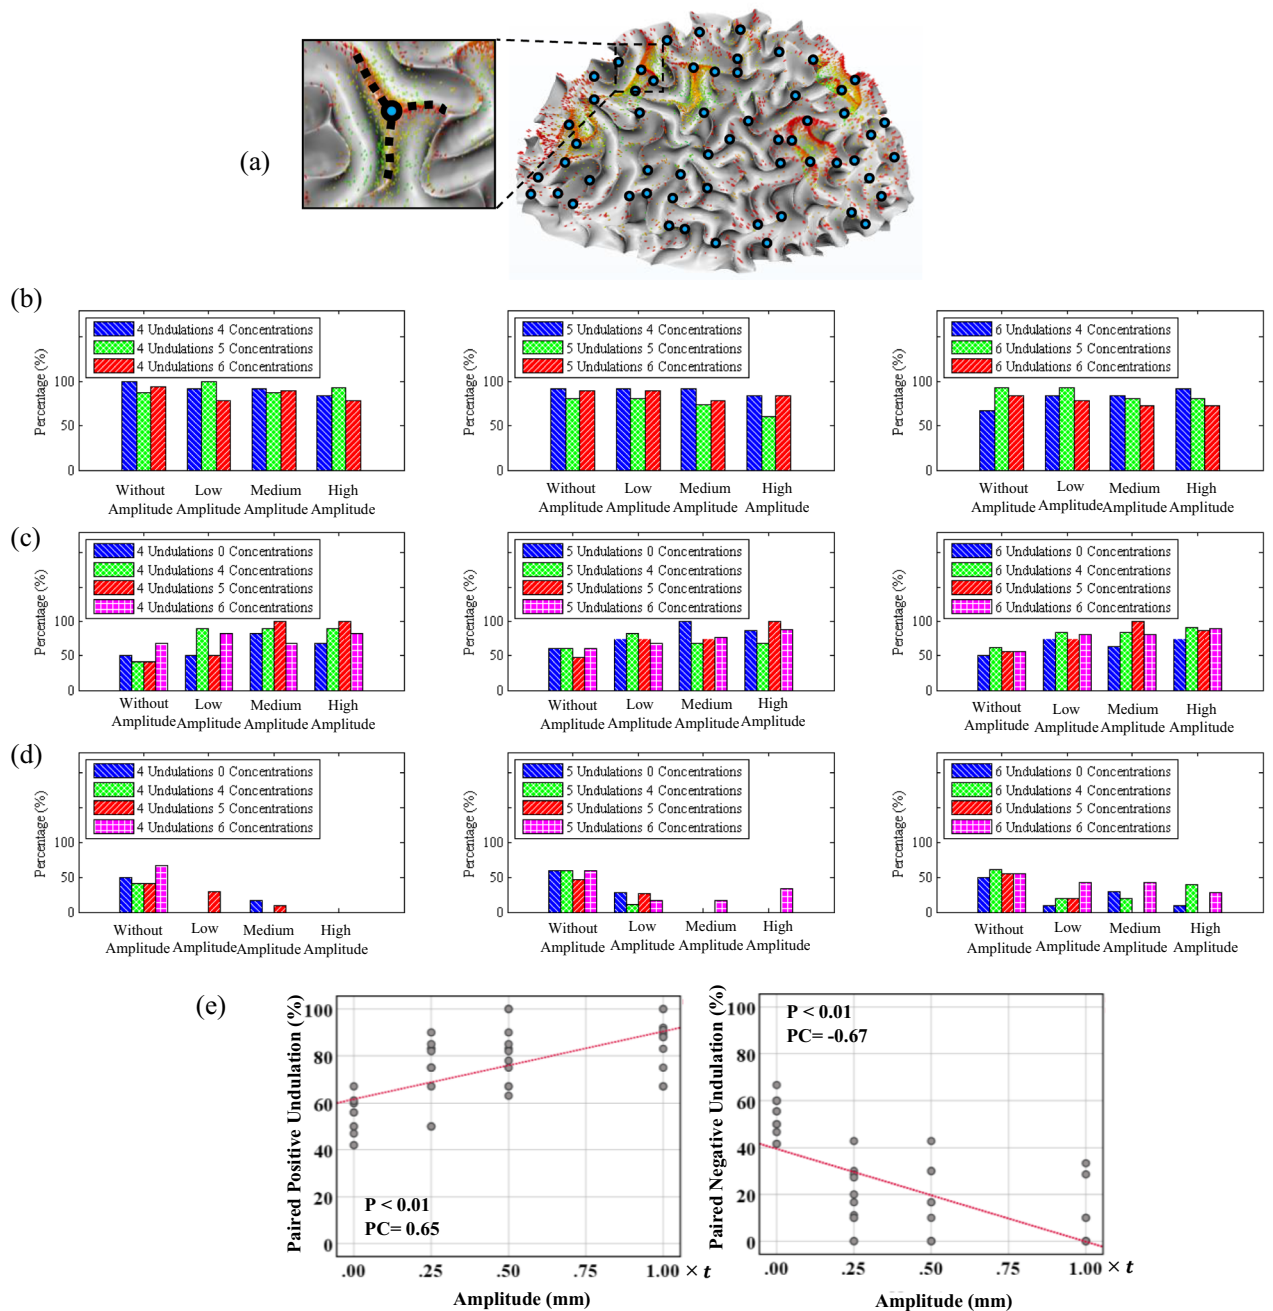 (a)
(b)
4 Undulations 4 Concentrations
4 Undulations 5 Concentrations
4 Undulations 6 Concentrations
Percentage (%)
100
50
0
Without Amplitude
Low Amplitude
Medium Amplitude
High Amplitude
5 Undulations 4 Concentrations
5 Undulations 5 Concentrations
5 Undulations 6 Concentrations
Percentage (%)
100
50
0
Without Amplitude
Low Amplitude
Medium Amplitude
High Amplitude
6 Undulations 4 Concentrations
6 Undulations 5 Concentrations
6 Undulations 6 Concentrations
Percentage (%)
100
50
0
Without Amplitude
Low Amplitude
Medium Amplitude
High Amplitude
(c)
4 Undulations 0 Concentrations
4 Undulations 4 Concentrations
4 Undulations 5 Concentrations
4 Undulations 6 Concentrations
Percentage (%)
100
50
0
Without Amplitude
Low Amplitude
Medium Amplitude
High Amplitude
5 Undulations 0 Concentrations
5 Undulations 4 Concentrations
5 Undulations 5 Concentrations
5 Undulations 6 Concentrations
Percentage (%)
100
50
0
Without Amplitude
Low Amplitude
Medium Amplitude
High Amplitude
6 Undulations 0 Concentrations
6 Undulations 4 Concentrations
6 Undulations 5 Concentrations
6 Undulations 6 Concentrations
Percentage (%)
100
50
0
Without Amplitude
Low Amplitude
Medium Amplitude
High Amplitude
(d)
4 Undulations 0 Concentrations
4 Undulations 4 Concentrations
4 Undulations 5 Concentrations
4 Undulations 6 Concentrations
Percentage (%)
100
50
0
Without Amplitude
Low Amplitude
Medium Amplitude
High Amplitude
5 Undulations 0 Concentrations
5 Undulations 4 Concentrations
5 Undulations 5 Concentrations
5 Undulations 6 Concentrations
Percentage (%)
100
50
0
Without Amplitude
Low Amplitude
Medium Amplitude
High Amplitude
6 Undulations 0 Concentrations
6 Undulations 4 Concentrations
6 Undulations 5 Concentrations
6 Undulations 6 Concentrations
Percentage (%)
100
50
0
Without Amplitude
Low Amplitude
Medium Amplitude
High Amplitude
(e)
Paired Positive Undulation (%)
100
80
60
40
20
0
P < 0.01
PC= 0.65
.00 .25 .50 .75 1.00 × t
Amplitude (mm)
Paired Negative Undulation (%)
100
80
60
40
20
0
P < 0.01
PC= -0.67
.00 .25 .50 .75 1.00 × t
Amplitude (mm)